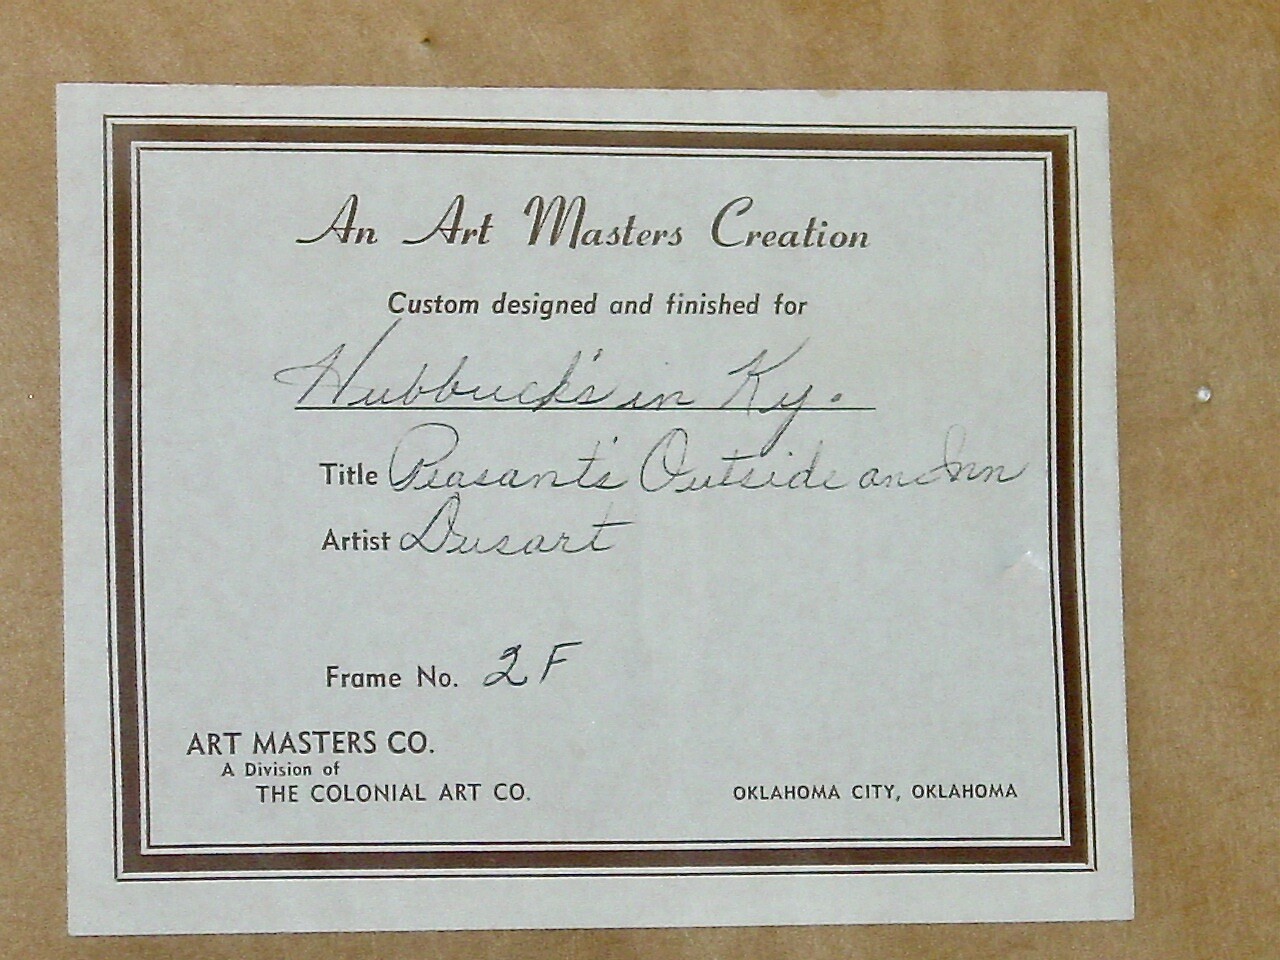 An Art Masters Creation
Custom designed and finished for
Hubbuck's in Ky.
Title Peasant's Outside an Inn
Artist Dusart
Frame No. 2F
ART MASTERS CO.
A Division of
THE COLONIAL ART CO.
OKLAHOMA CITY, OKLAHOMA